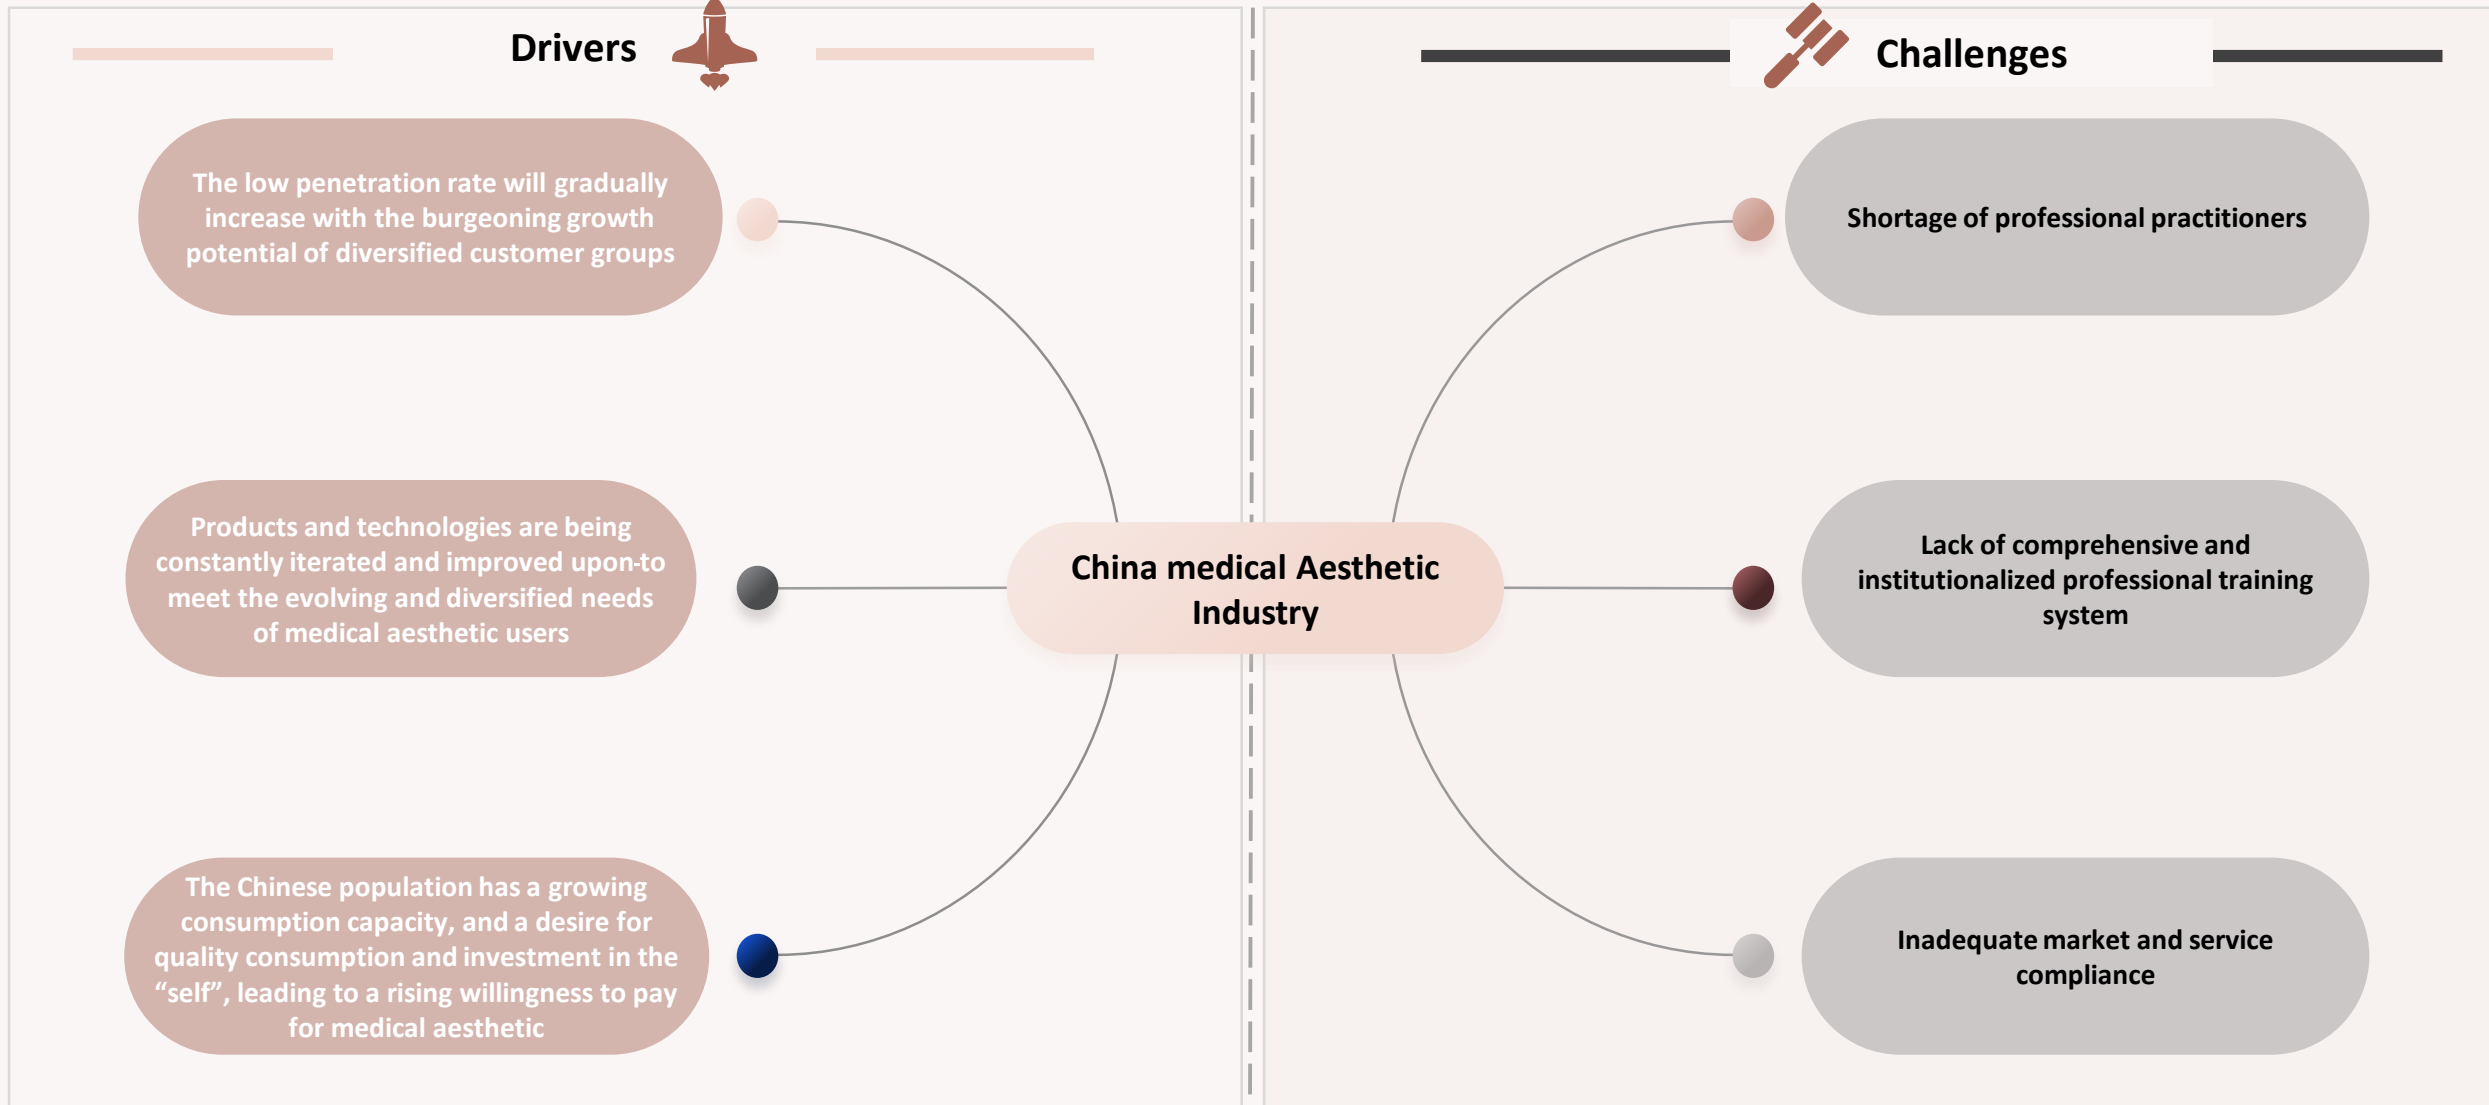 Drivers
The low penetration rate will gradually
increase with the burgeoning growth
potential of diversified customer groups
Products and technologies are being
constantly iterated and improved upon-to
meet the evolving and diversified needs
of medical aesthetic users
The Chinese population has a growing
consumption capacity, and a desire for
quality consumption and investment in the
“self”, leading to a rising willingness to pay
for medical aesthetic
China medical Aesthetic
Industry
Challenges
Shortage of professional practitioners
Lack of comprehensive and
institutionalized professional training
system
Inadequate market and service
compliance